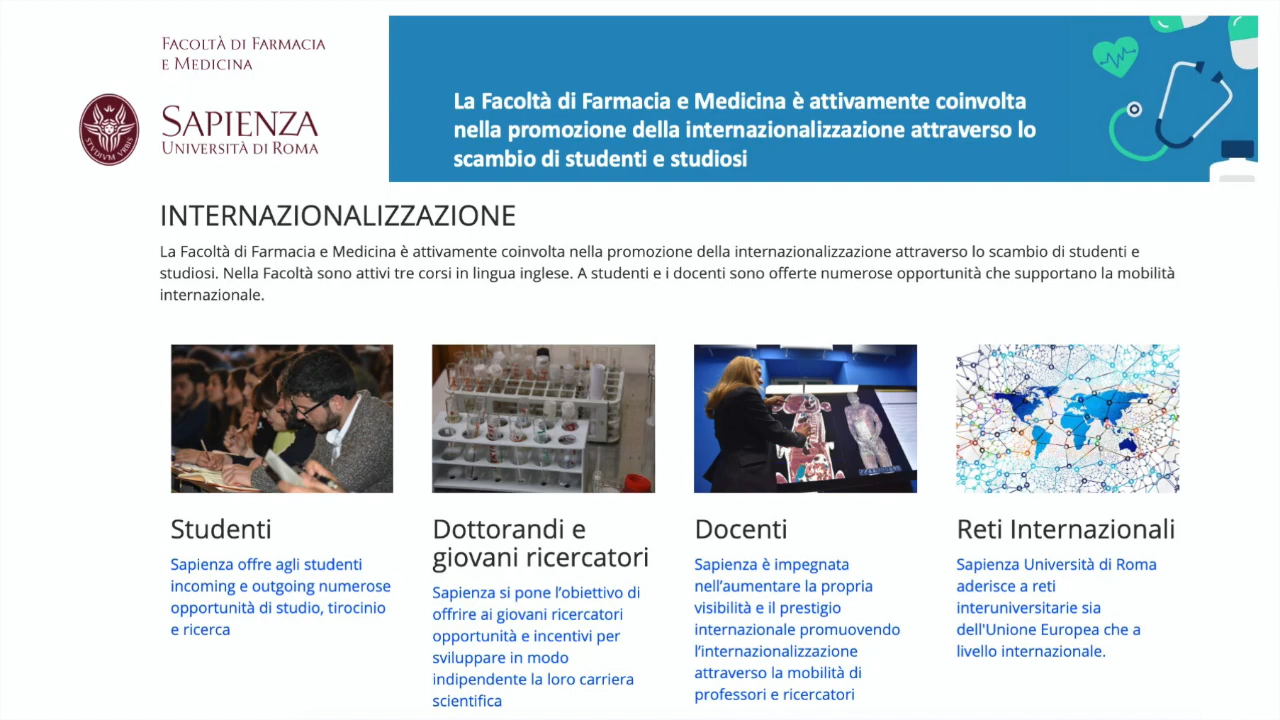 FACOLTÀ DI FARMACIA
E MEDICINA
SAPIENZA
UNIVERSITÀ DI ROMA
STVDIVM VRBIS
La Facoltà di Farmacia e Medicina è attivamente coinvolta
nella promozione della internazionalizzazione attraverso lo
scambio di studenti e studiosi
INTERNAZIONALIZZAZIONE
La Facoltà di Farmacia e Medicina è attivamente coinvolta nella promozione della internazionalizzazione attraverso lo scambio di studenti e
studiosi. Nella Facoltà sono attivi tre corsi in lingua inglese. A studenti e i docenti sono offerte numerose opportunità che supportano la mobilità
internazionale.
Studenti
Sapienza offre agli studenti
incoming e outgoing numerose
opportunità di studio, tirocinio
e ricerca
Dottorandi e
giovani ricercatori
Sapienza si pone l'obiettivo di
offrire ai giovani ricercatori
opportunità e incentivi per
sviluppare in modo
indipendente la loro carriera
scientifica
Docenti
Sapienza è impegnata
nell'aumentare la propria
visibilità e il prestigio
internazionale promuovendo
l'internazionalizzazione
attraverso la mobilità di
professori e ricercatori
Reti Internazionali
Sapienza Università di Roma
aderisce a reti
interuniversitarie sia
dell'Unione Europea che a
livello internazionale.